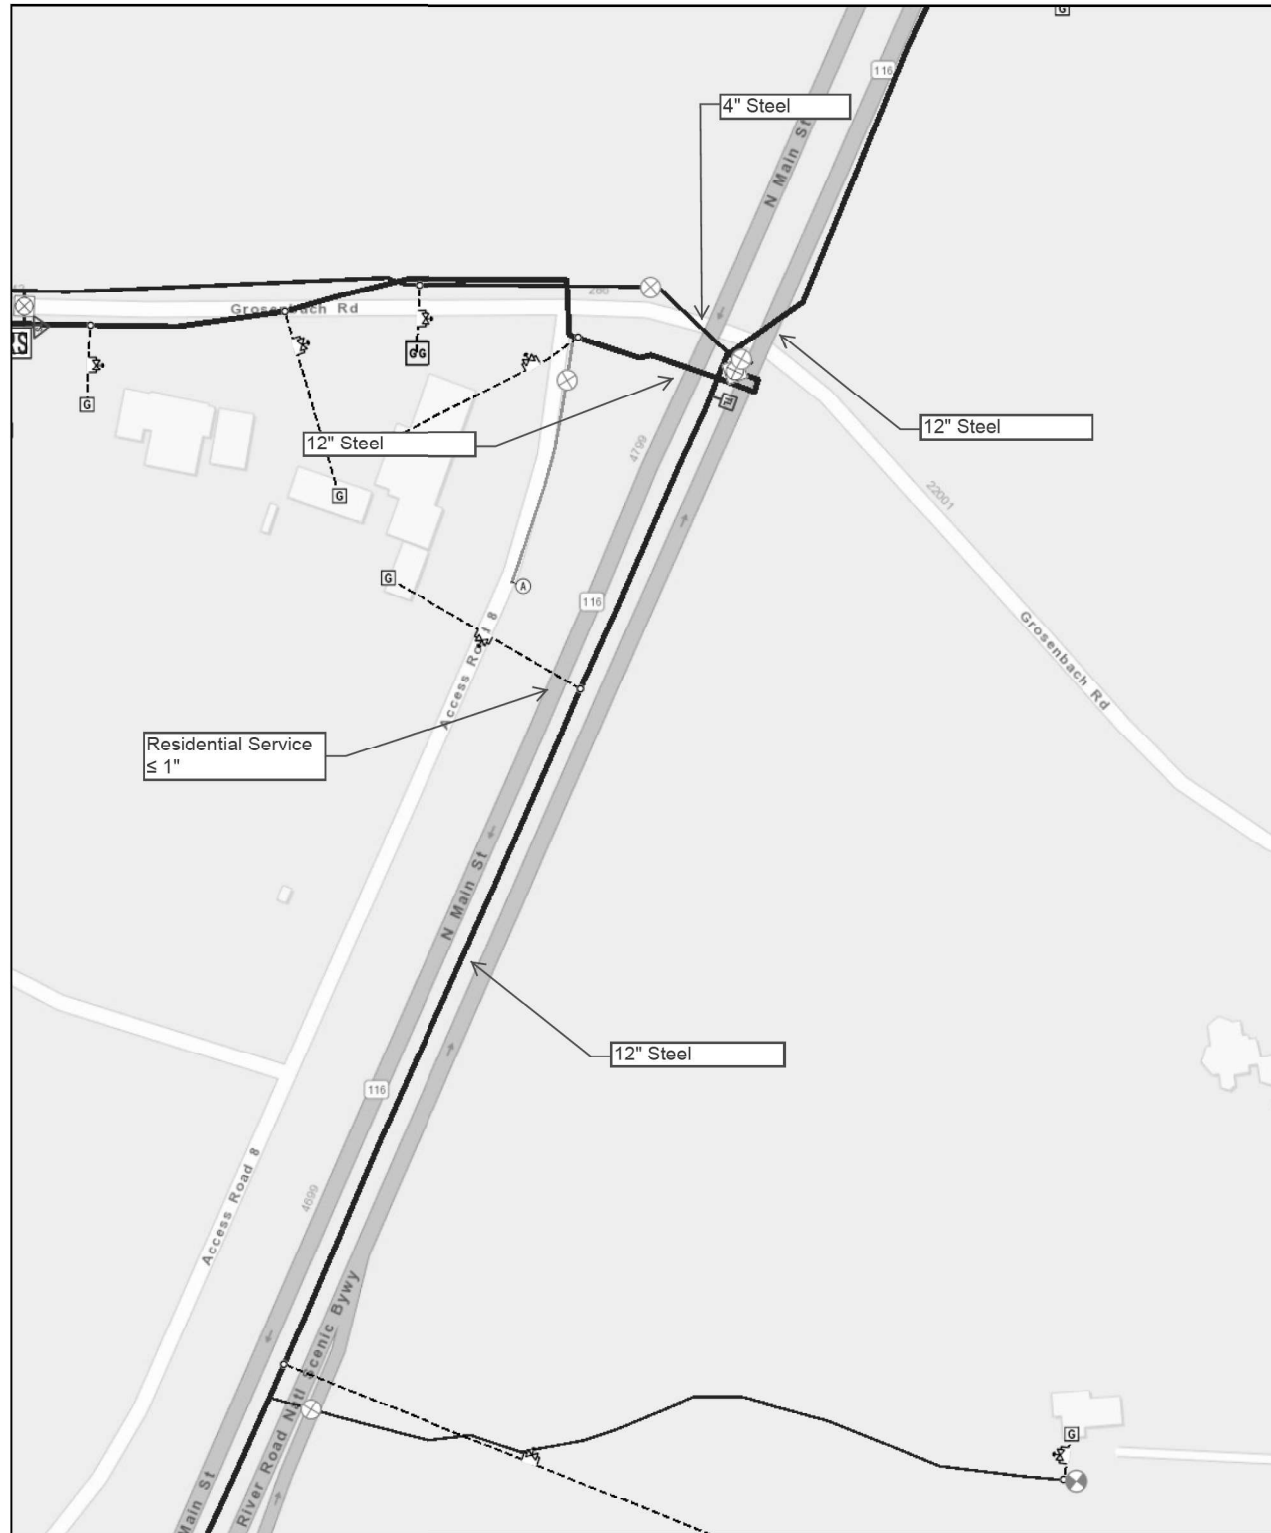 G
116
4" Steel
N Main St
286
Grosenbach Rd
GG
G
12" Steel
12" Steel
4799
22001
G
G
A
116
Grosenbach Rd
Access Road 8
Residential Service
≤ 1"
N Main St
12" Steel
116
Access Road 8
4699
River Road Natl Scenic Bywy
Main St
G